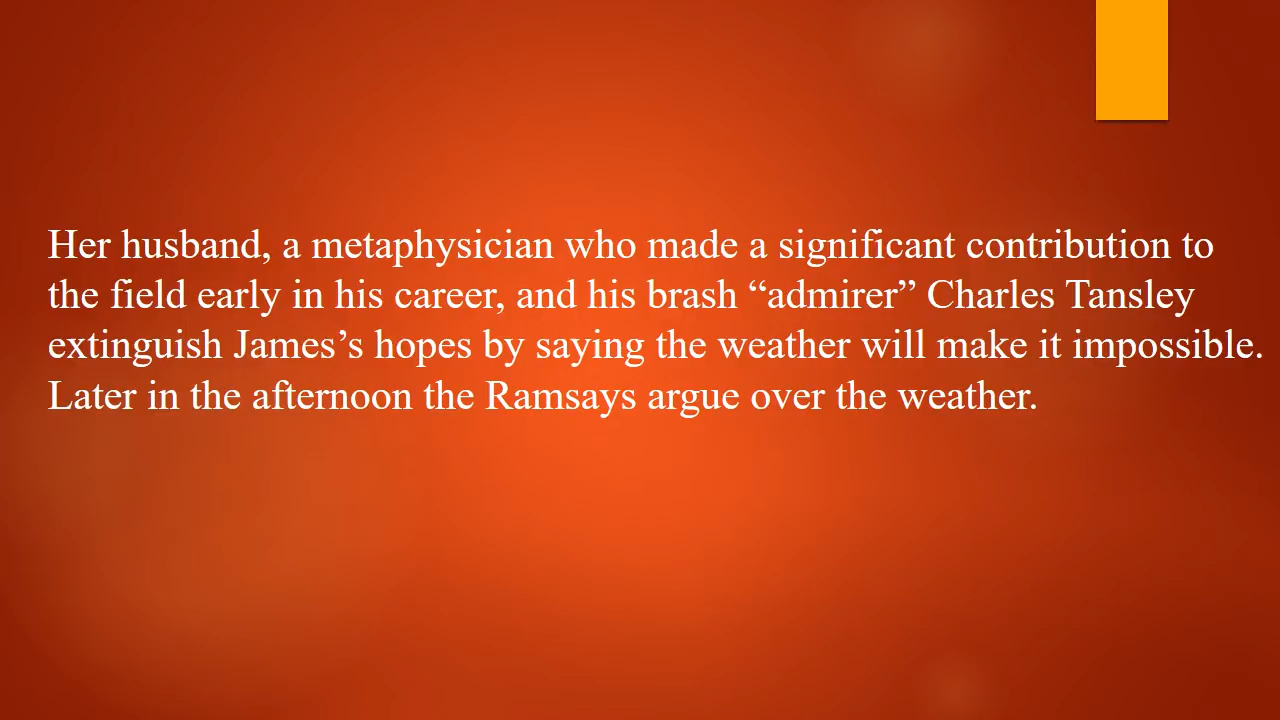 Her husband, a metaphysician who made a significant contribution to
the field early in his career, and his brash “admirer” Charles Tansley
extinguish James’s hopes by saying the weather will make it impossible.
Later in the afternoon the Ramsays argue over the weather.